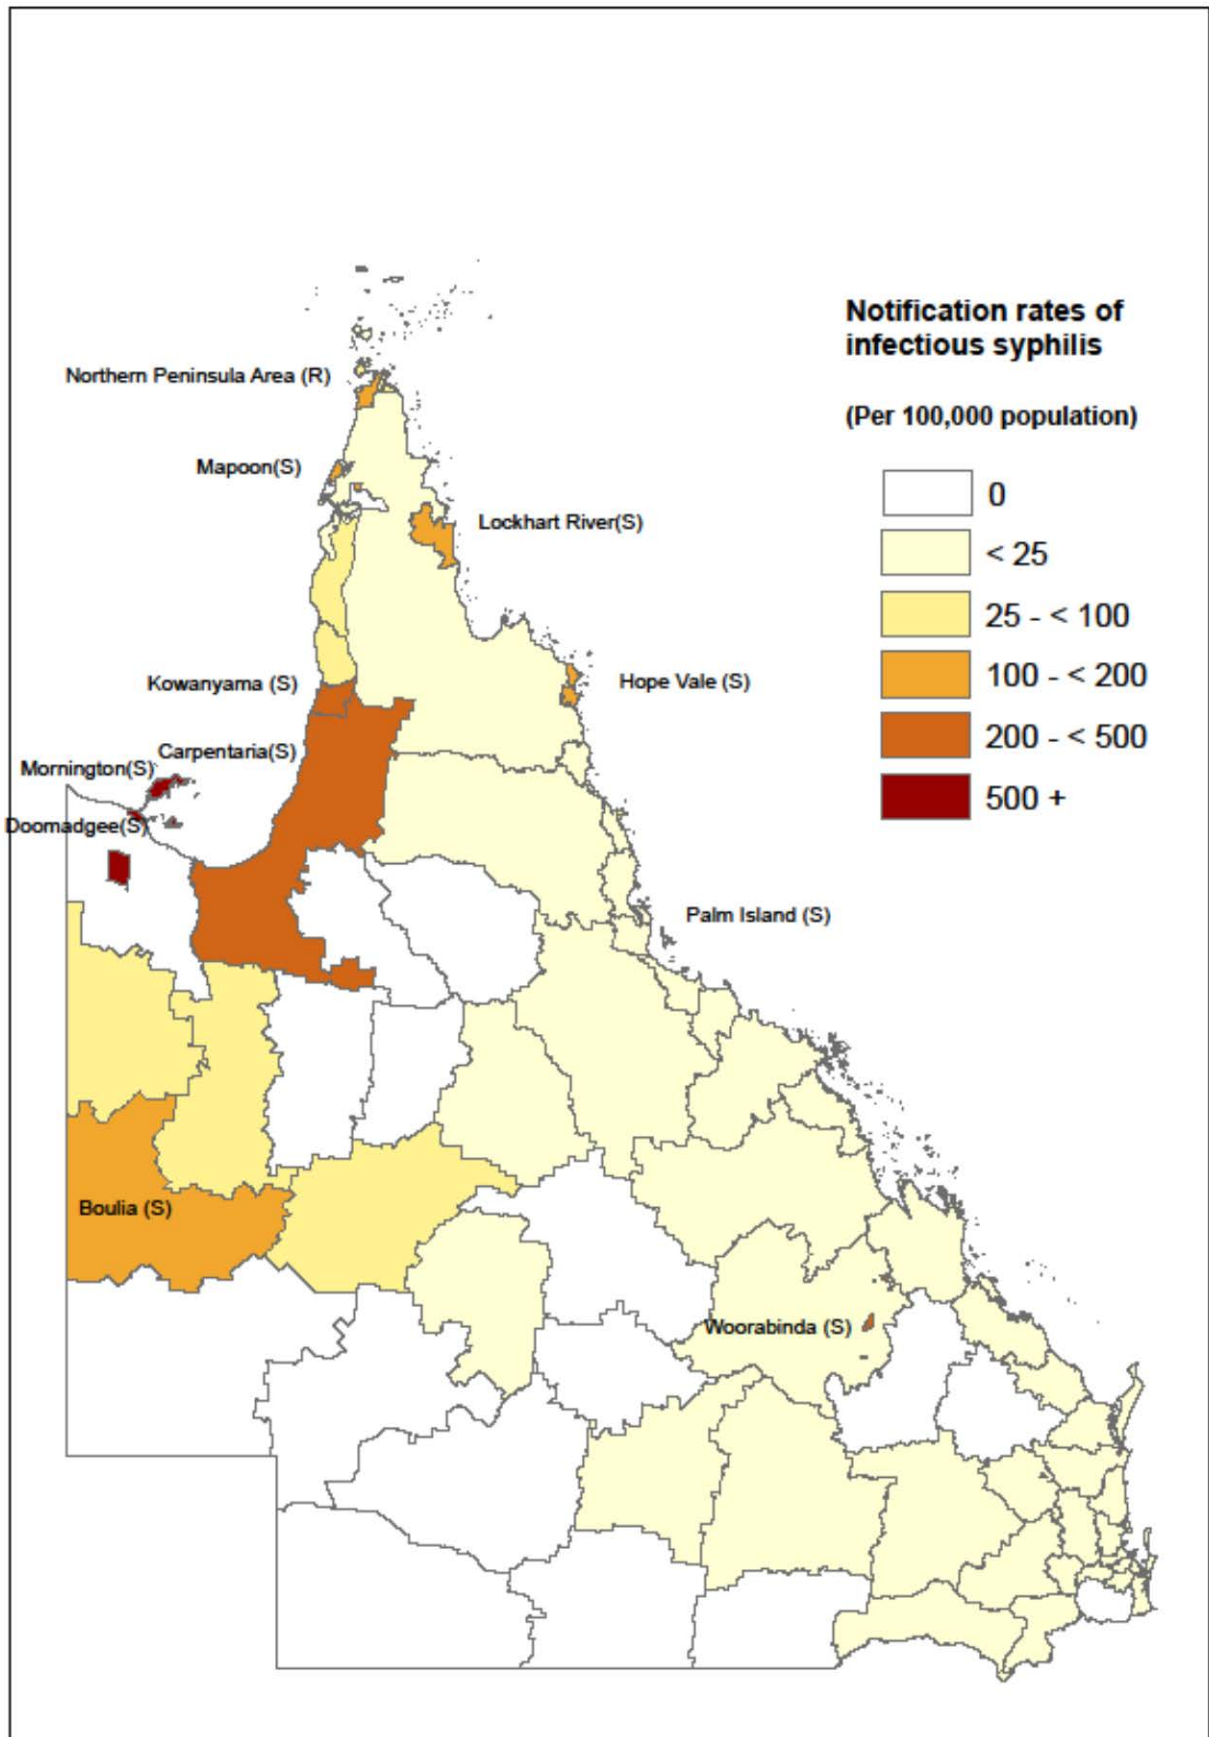 Notification rates of
infectious syphilis
(Per 100,000 population)
0
< 25
25 - < 100
100 - < 200
200 - < 500
500 +
Northern Peninsula Area (R)
Mapoon(S)
Lockhart River(S)
Kowanyama (S)
Hope Vale (S)
Carpentaria(S)
Mornington(S)
Doomadgee(S)
Palm Island (S)
Boulia (S)
Woorabinda (S)